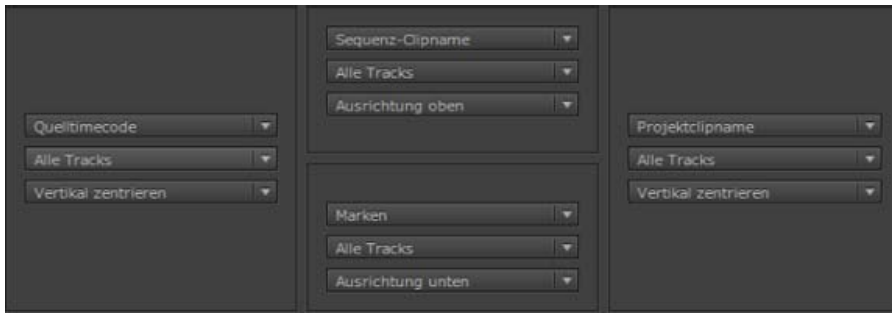 Quelltimecode
Alle Tracks
Vertikal zentrieren
Sequenz-Clipname
Alle Tracks
Ausrichtung oben
Marken
Alle Tracks
Ausrichtung unten
Projektclipname
Alle Tracks
Vertikal zentrieren